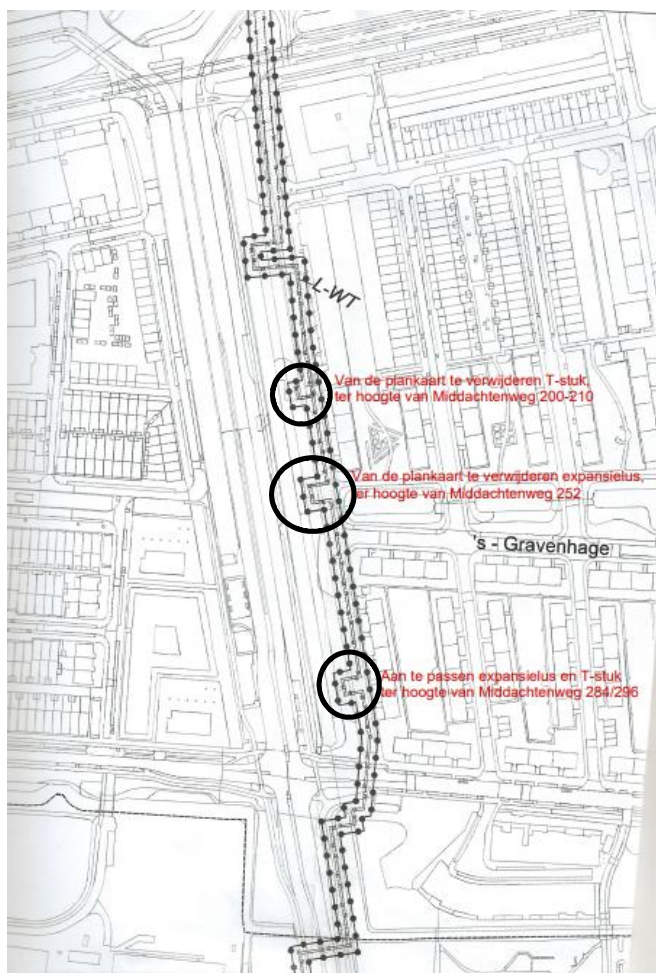 L-WT
Van de plankaart te verwijderen T-stuk,
ter hoogte van Middachtenweg 200-210
Van de plankaart te verwijderen expansielus,
ter hoogte van Middachtenweg 252
's - Gravenhage
Aan te passen expansielus en T-stuk
ter hoogte van Middachtenweg 284/296